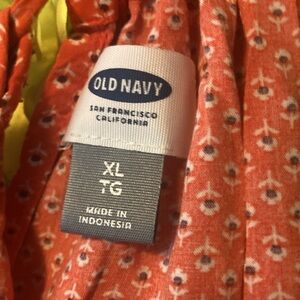 OLD NAVY
SAN FRANCISCO
CALIFORNIA
XL
TG
MADE IN
INDONESIA